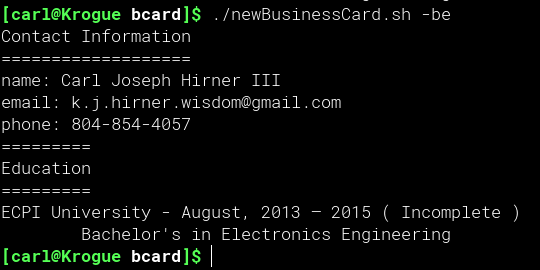 [carl@Krogue bcard]$ ./newBusinessCard.sh -be
Contact Information
===================
name: Carl Joseph Hirner III
email: k.j.hirner.wisdom@gmail.com
phone: 804-854-4057
=========
Education
=========
ECPI University - August, 2013 – 2015 ( Incomplete )
        Bachelor's in Electronics Engineering
[carl@Krogue bcard]$